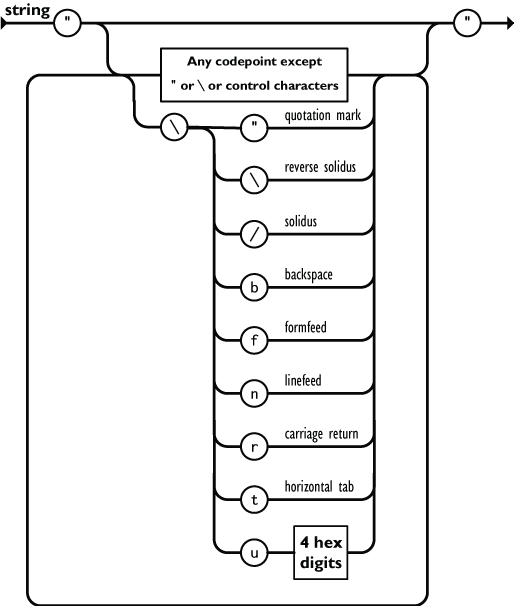 string
" "
Any codepoint except
" or \ or control characters
\ " quotation mark
\ reverse solidus
/ solidus
b backspace
f formfeed
n linefeed
r carriage return
t horizontal tab
u 4 hex
digits